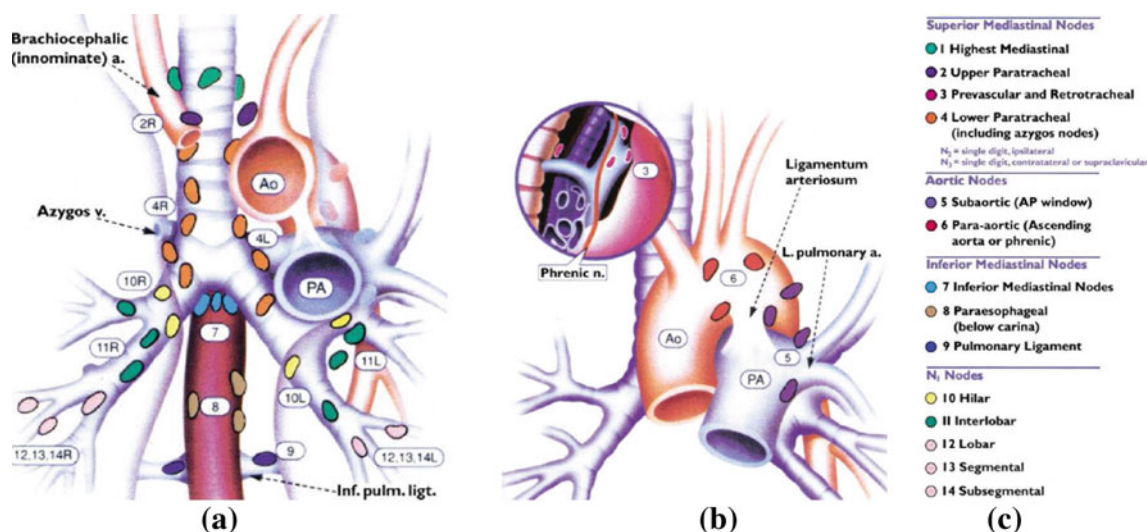 Brachiocephalic
(innominate) a.
2R
Ao
4R
Azygos v.
4L
10R
PA
7
11R
11L
10L
8
12,13,14R
9
12,13,14L
Inf. pulm. ligt.
(a)
3
Phrenic n.
Ligamentum
arteriosum
L. pulmonary a.
6
Ao
5
PA
(b)
Superior Mediastinal Nodes
1 Highest Mediastinal
2 Upper Paratracheal
3 Prevascular and Retrotracheal
4 Lower Paratracheal
(including azygos nodes)
N₂ = single digit, ipsilateral
N₃ = single digit, contratateral or supraclavicular
Aortic Nodes
5 Subaortic (AP window)
6 Para-aortic (Ascending
aorta or phrenic)
Inferior Mediastinal Nodes
7 Inferior Mediastinal Nodes
8 Paraesophageal
(below carina)
9 Pulmonary Ligament
N₁ Nodes
10 Hilar
11 Interlobar
12 Lobar
13 Segmental
14 Subsegmental
(c)